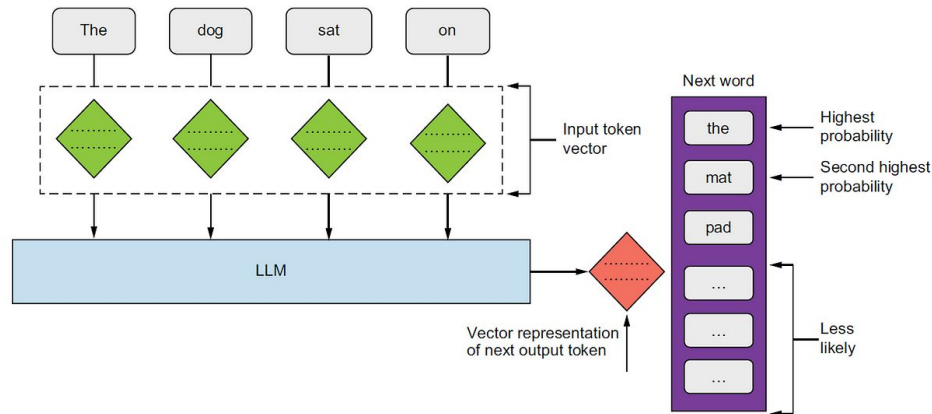 The
dog
sat
on
Next word
Input token
vector
the
Highest
probability
mat
Second highest
probability
pad
LLM
...
...
...
Less
likely
Vector representation
of next output token